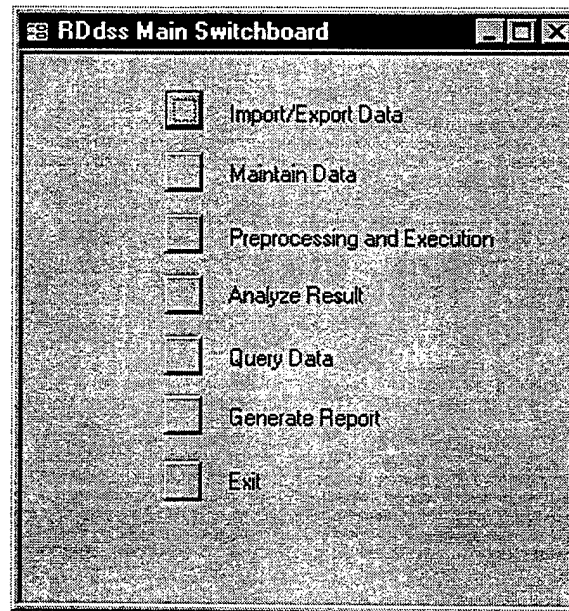 RDdss Main Switchboard
Import/Export Data
Maintain Data
Preprocessing and Execution
Analyze Result
Query Data
Generate Report
Exit